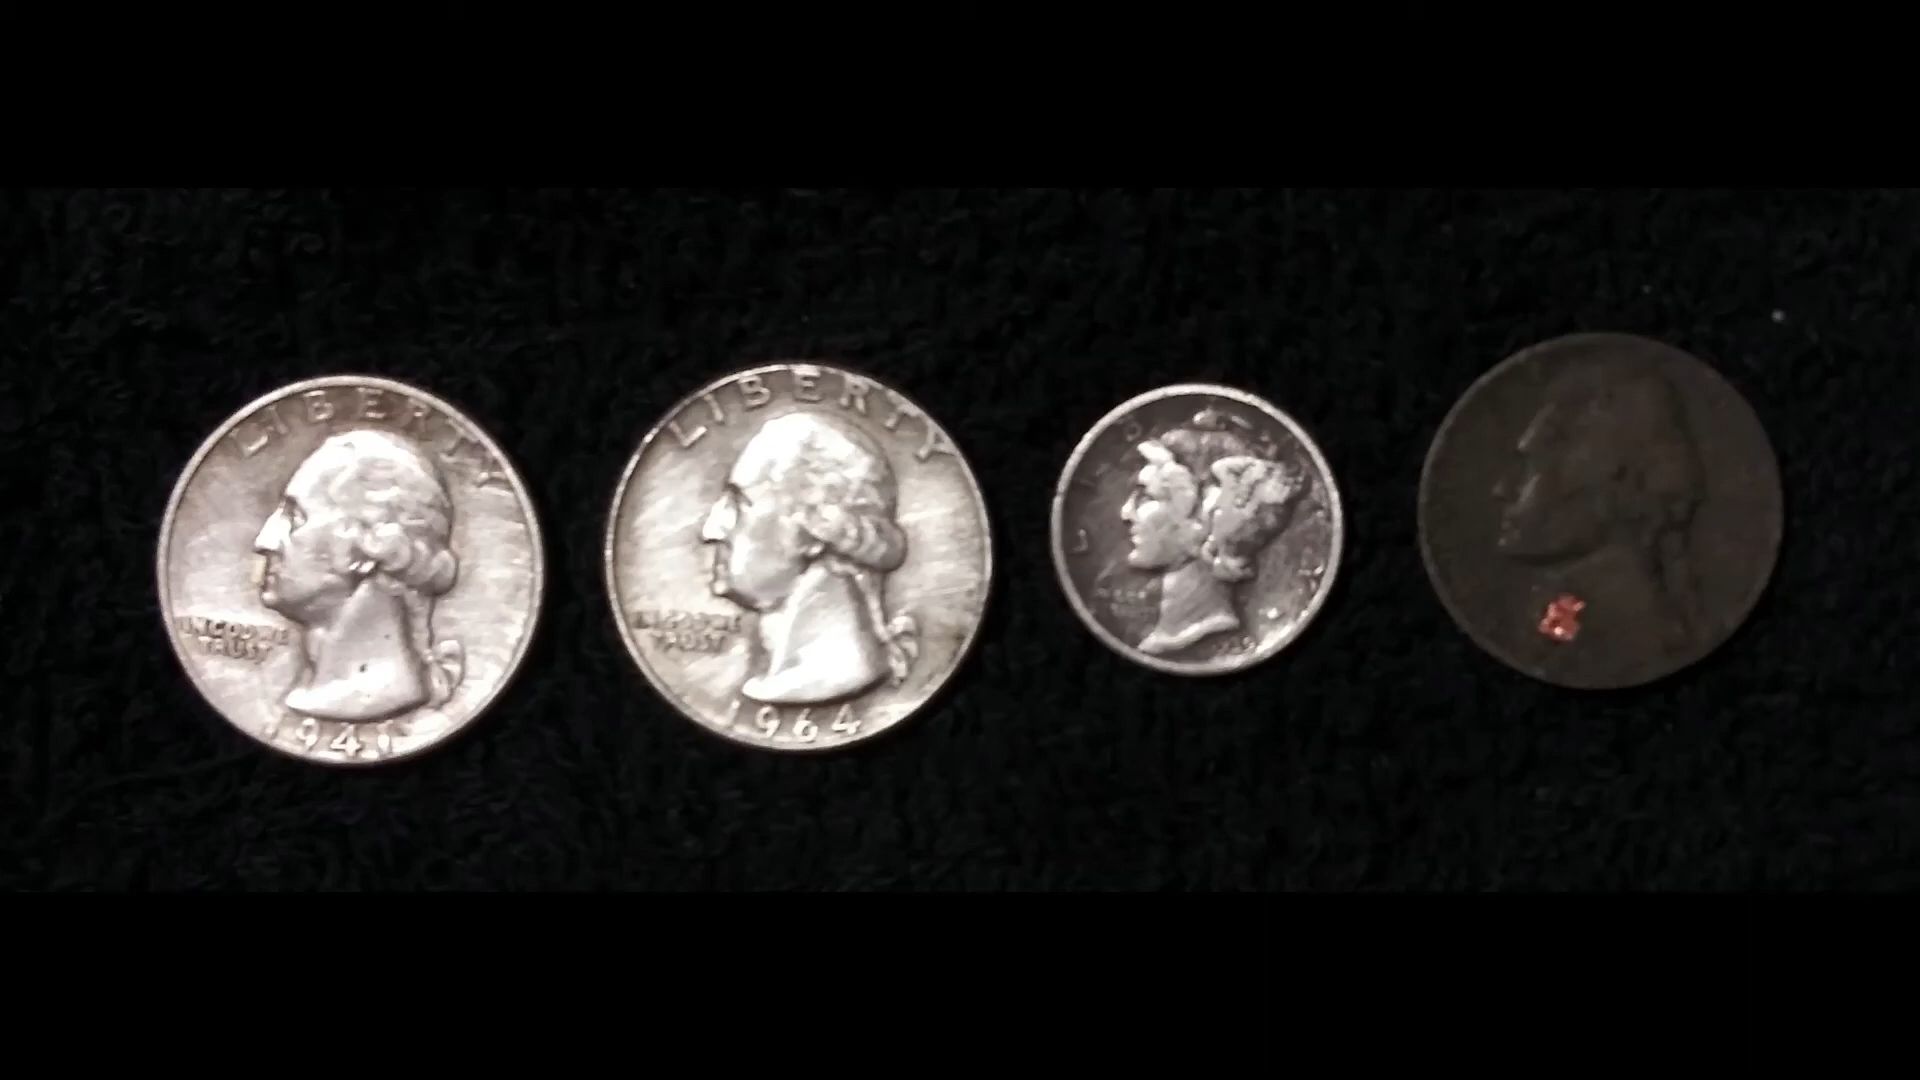 LIBERTY
IN GOD WE
TRUST
1941
LIBERTY
IN GOD WE
TRUST
1964